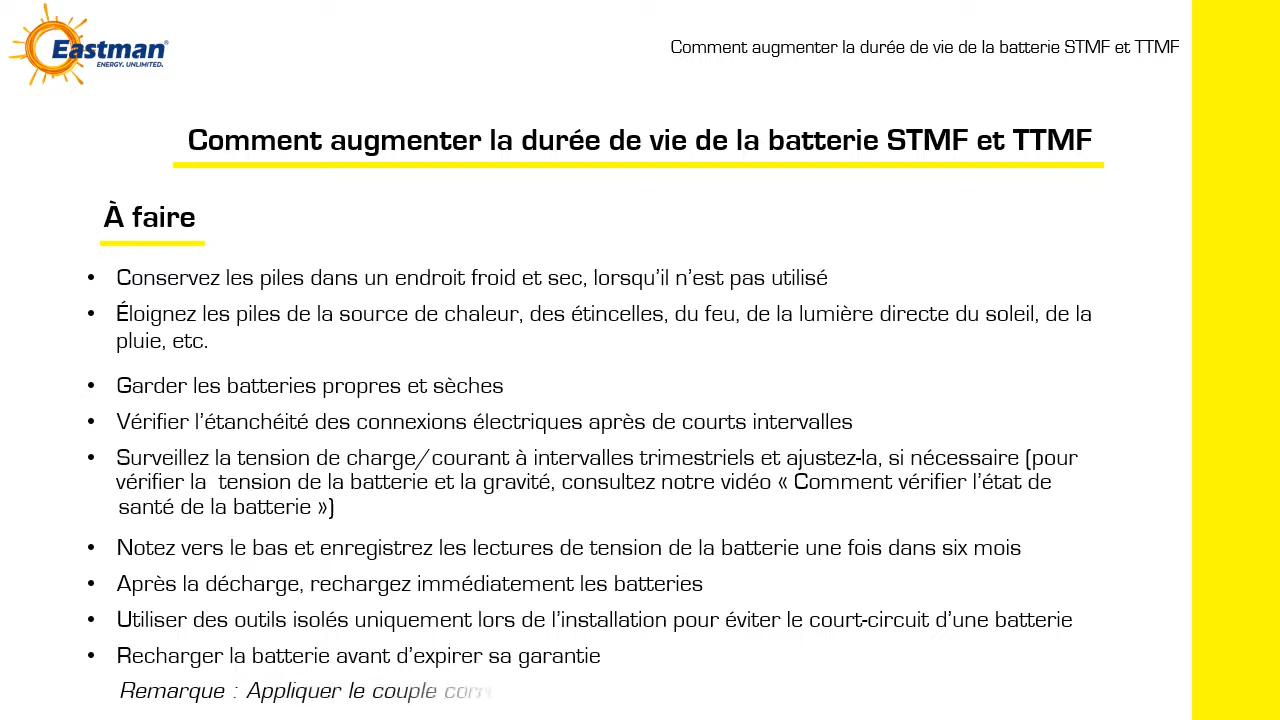 Eastman®
ENERGY. UNLIMITED.
Comment augmenter la durée de vie de la batterie STMF et TTMF
Comment augmenter la durée de vie de la batterie STMF et TTMF
À faire
• Conservez les piles dans un endroit froid et sec, lorsqu’il n’est pas utilisé
• Éloignez les piles de la source de chaleur, des étincelles, du feu, de la lumière directe du soleil, de la
pluie, etc.
• Garder les batteries propres et sèches
• Vérifier l’étanchéité des connexions électriques après de courts intervalles
• Surveillez la tension de charge/courant à intervalles trimestriels et ajustez-la, si nécessaire (pour
vérifier la tension de la batterie et la gravité, consultez notre vidéo « Comment vérifier l’état de
santé de la batterie »)
• Notez vers le bas et enregistrez les lectures de tension de la batterie une fois dans six mois
• Après la décharge, rechargez immédiatement les batteries
• Utiliser des outils isolés uniquement lors de l’installation pour éviter le court-circuit d’une batterie
• Recharger la batterie avant d’expirer sa garantie
Remarque : Appliquer le couple